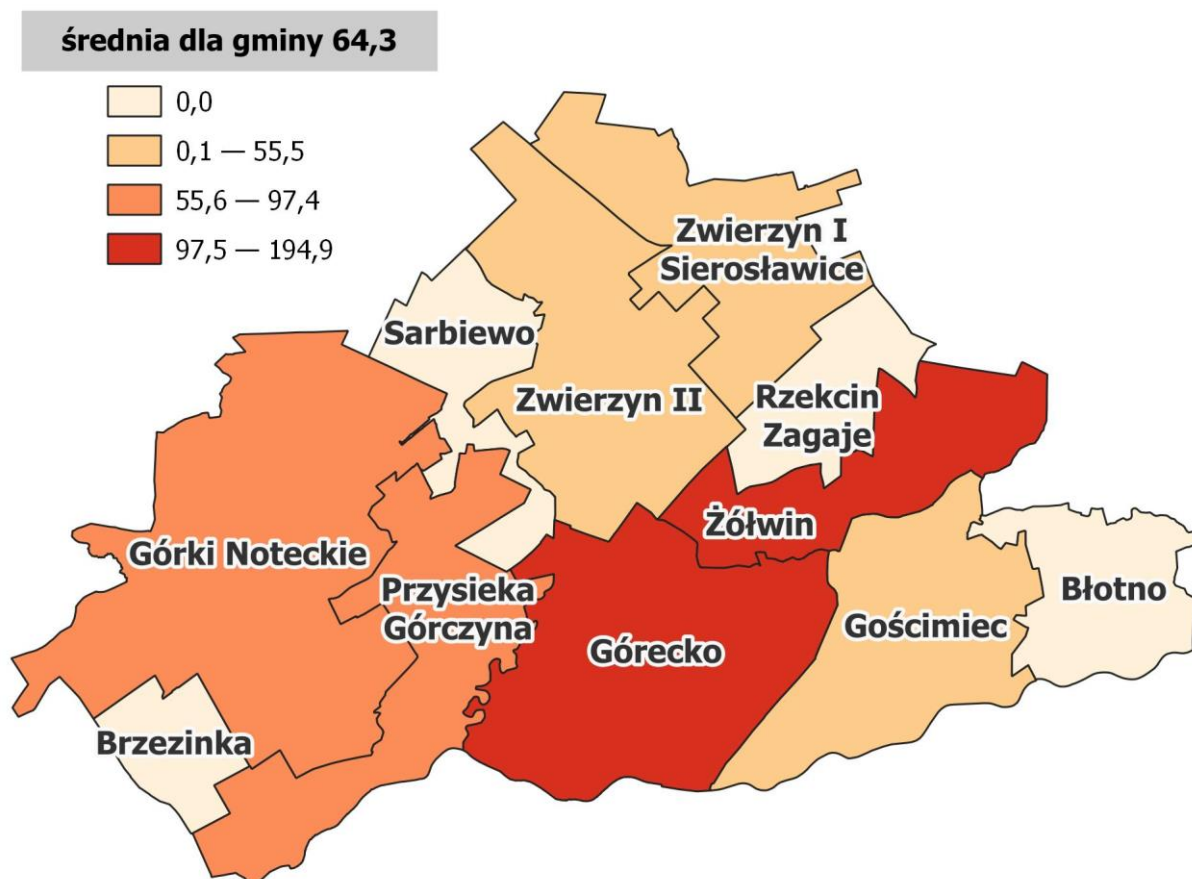 średnia dla gminy 64,3
0,0
0,1 — 55,5
55,6 — 97,4
97,5 — 194,9
Zwierzyn I
Sierosławice
Sarbiewo
Zwierzyn II
Rzekcin
Zagaje
Żółwin
Górki Noteckie
Przysieka
Górczyna
Błotno
Gościmiec
Górecko
Brzezinka